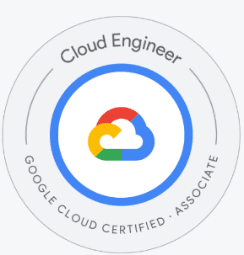 Cloud Engineer
GOOGLE CLOUD CERTIFIED · ASSOCIATE